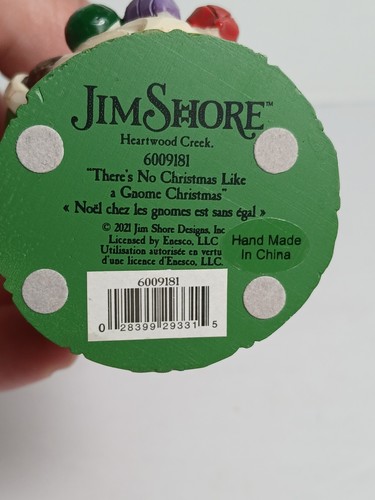 JIM SHORE™
Heartwood Creek.
6009181
"There's No Christmas Like
a Gnome Christmas"
« Noël chez les gnomes est sans égal »
© 2021 Jim Shore Designs, Inc
Licensed by Enesco, LLC
Utilisation autorisée en vertu
d'une licence d'Enesco, LLC.
Hand Made
In China
6009181
0 28399 29331 5